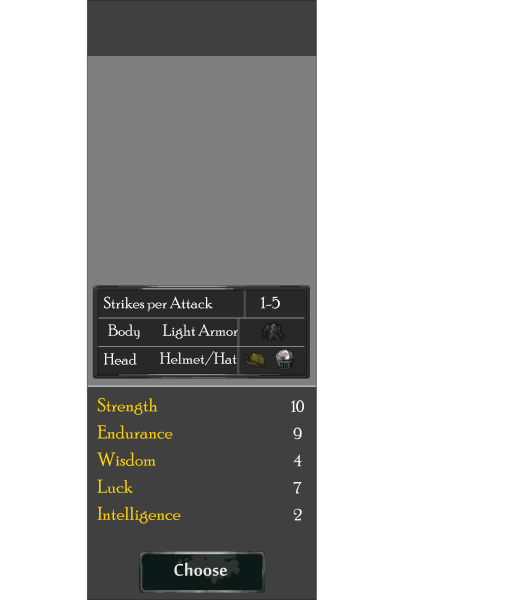 Strikes per Attack 1-5
Body Light Armor
Head Helmet/Hat
Strength 10
Endurance 9
Wisdom 4
Luck 7
Intelligence 2
Choose